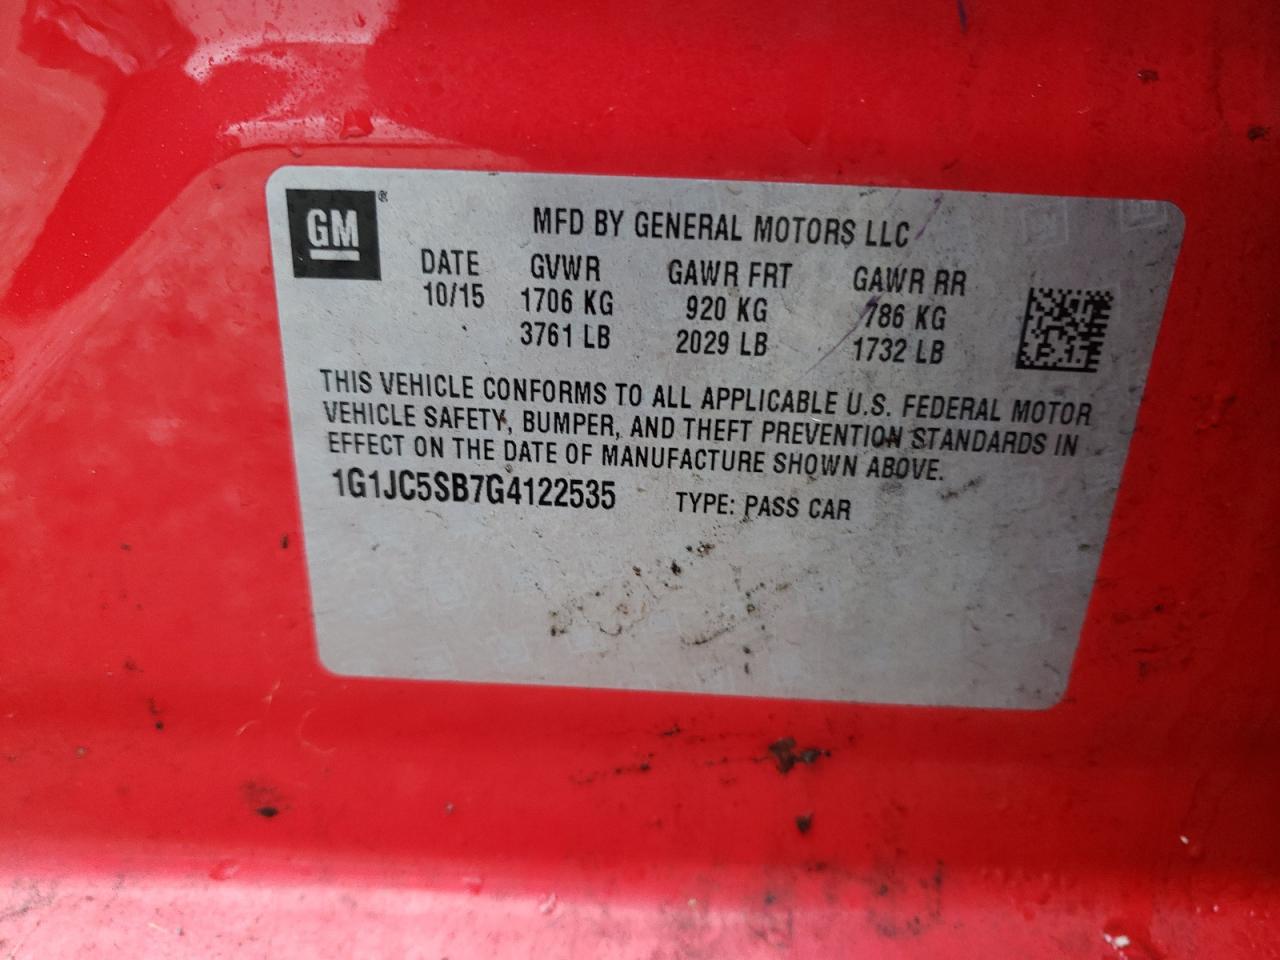 GM ®
MFD BY GENERAL MOTORS LLC
DATE GVWR GAWR FRT GAWR RR
10/15 1706 KG 920 KG 786 KG
3761 LB 2029 LB 1732 LB
THIS VEHICLE CONFORMS TO ALL APPLICABLE U.S. FEDERAL MOTOR
VEHICLE SAFETY, BUMPER, AND THEFT PREVENTION STANDARDS IN
EFFECT ON THE DATE OF MANUFACTURE SHOWN ABOVE.
1G1JC5SB7G4122535 TYPE: PASS CAR